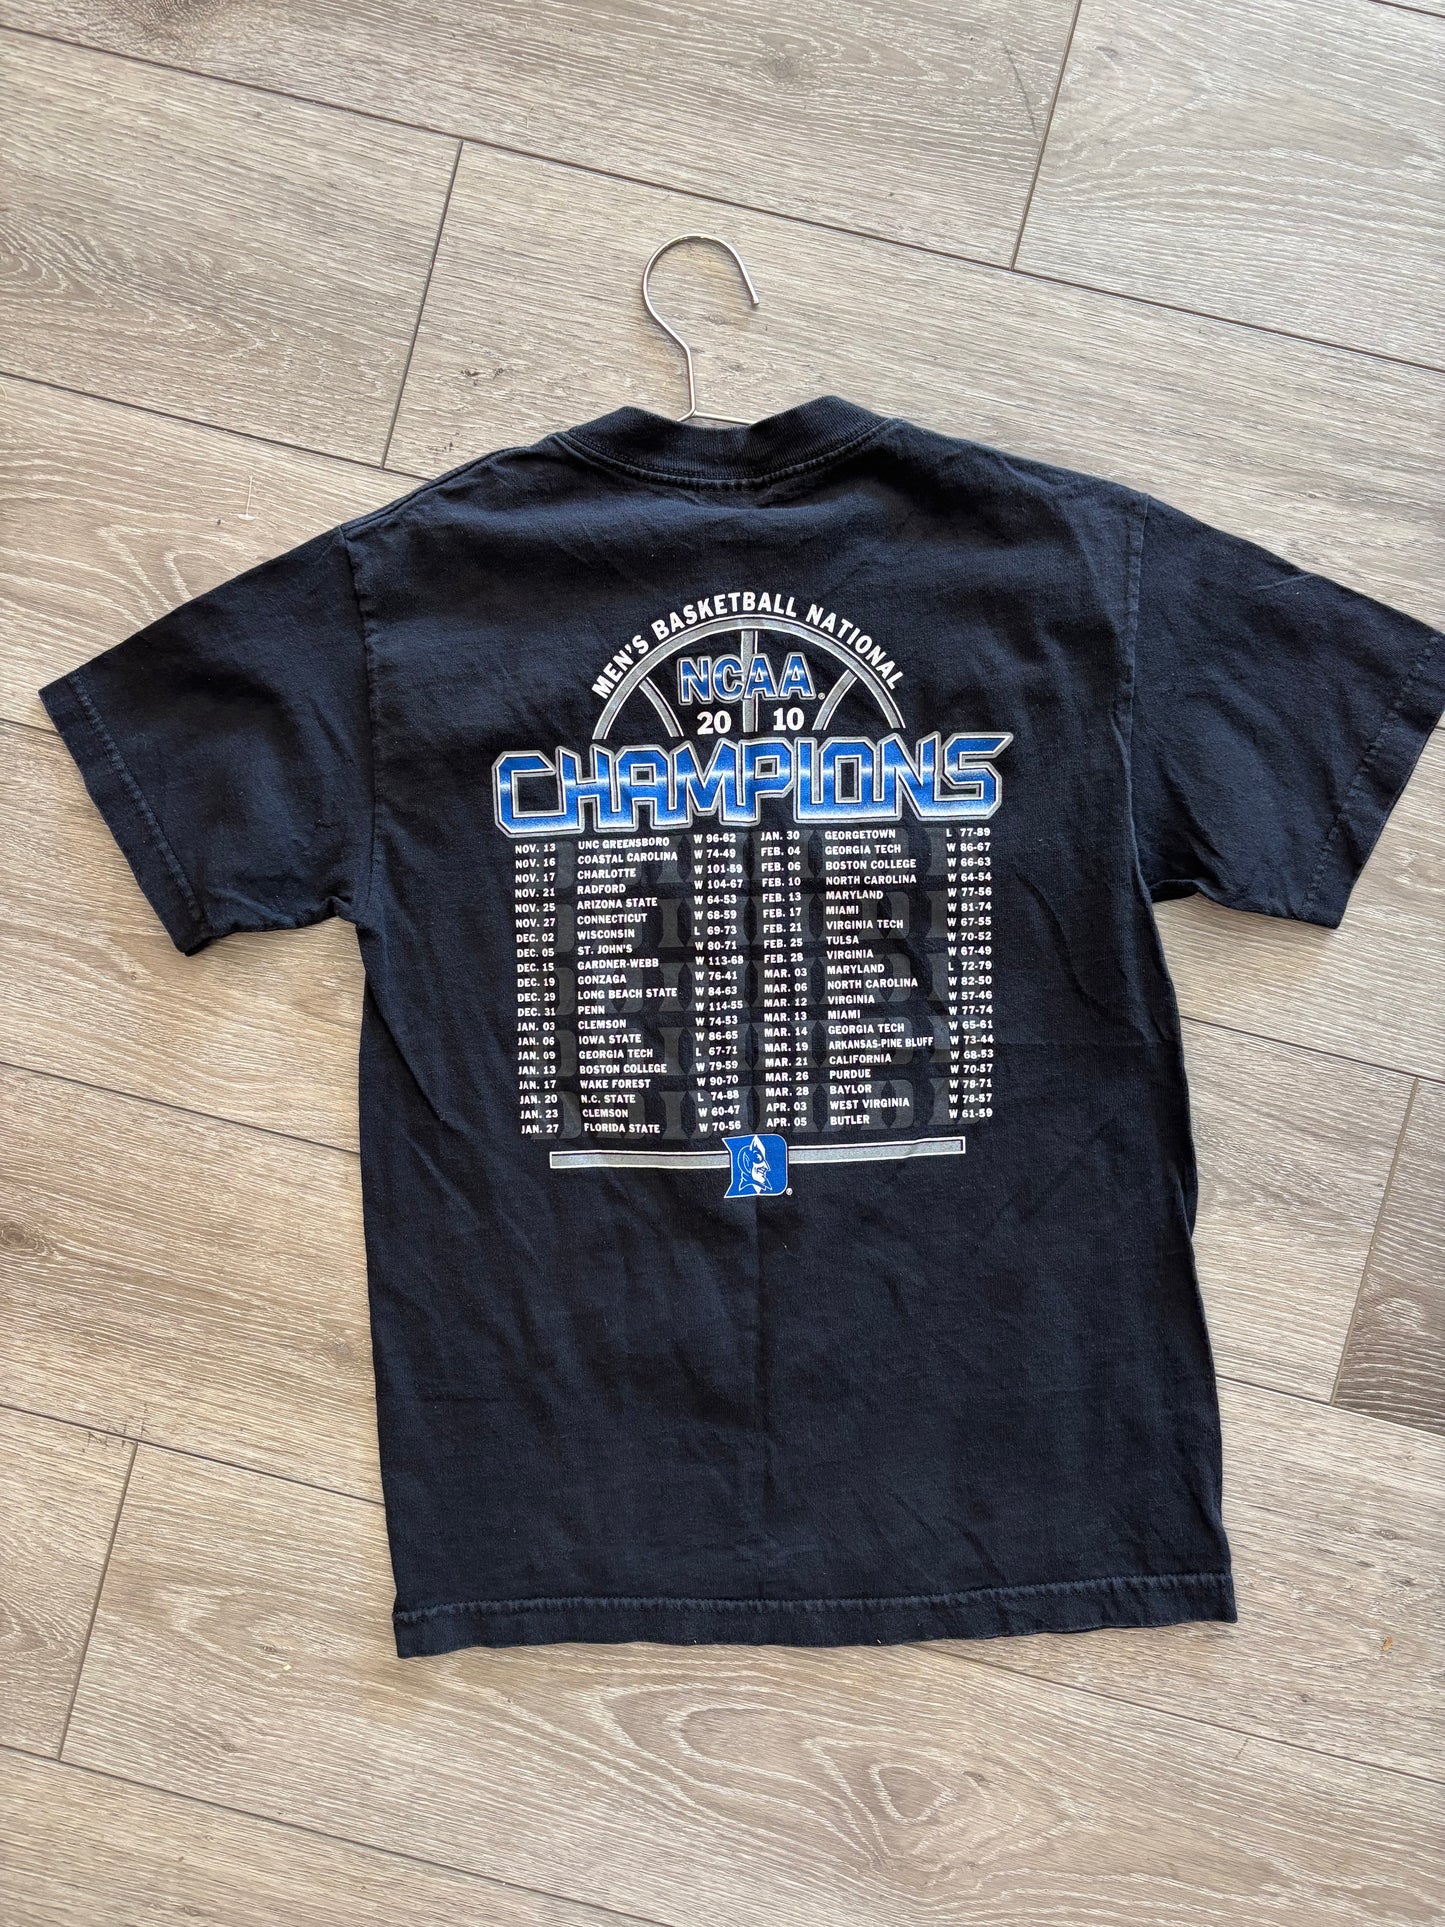 MEN'S BASKETBALL NATIONAL
NCAA®
20 10
CHAMPIONS
NOV. 13 UNC GREENSBORO W 96-62
NOV. 16 COASTAL CAROLINA W 74-49
NOV. 17 CHARLOTTE W 101-59
NOV. 21 RADFORD W 104-67
NOV. 25 ARIZONA STATE W 64-53
NOV. 27 CONNECTICUT W 68-59
DEC. 02 WISCONSIN L 69-73
DEC. 05 ST. JOHN'S W 80-71
DEC. 15 GARDNER-WEBB W 113-68
DEC. 19 GONZAGA W 76-41
DEC. 29 LONG BEACH STATE W 84-63
DEC. 31 PENN W 114-55
JAN. 03 CLEMSON W 74-53
JAN. 06 IOWA STATE W 86-65
JAN. 09 GEORGIA TECH L 67-71
JAN. 13 BOSTON COLLEGE W 79-59
JAN. 17 WAKE FOREST W 90-70
JAN. 20 N.C. STATE L 74-88
JAN. 23 CLEMSON W 60-47
JAN. 27 FLORIDA STATE W 70-56
JAN. 30 GEORGETOWN L 77-89
FEB. 04 GEORGIA TECH W 86-67
FEB. 06 BOSTON COLLEGE W 66-63
FEB. 10 NORTH CAROLINA W 64-54
FEB. 13 MARYLAND W 77-56
FEB. 17 MIAMI W 81-74
FEB. 21 VIRGINIA TECH W 67-55
FEB. 25 TULSA W 70-52
FEB. 28 VIRGINIA W 67-49
MAR. 03 MARYLAND L 72-79
MAR. 06 NORTH CAROLINA W 82-50
MAR. 12 VIRGINIA W 57-46
MAR. 13 MIAMI W 77-74
MAR. 14 GEORGIA TECH W 65-61
MAR. 19 ARKANSAS-PINE BLUFF W 73-44
MAR. 21 CALIFORNIA W 68-53
MAR. 26 PURDUE W 70-57
MAR. 28 BAYLOR W 78-71
APR. 03 WEST VIRGINIA W 78-57
APR. 05 BUTLER W 61-59
D®